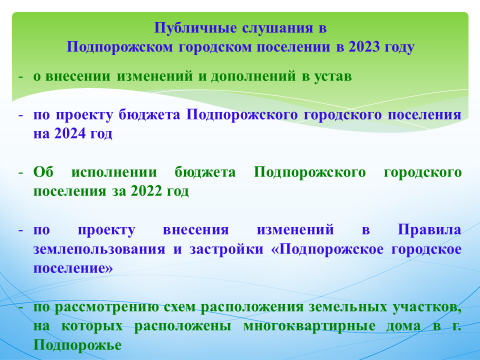 Публичные слушания в
Подпорожском городском поселении в 2023 году
- о внесении изменений и дополнений в устав
- по проекту бюджета Подпорожского городского поселения
на 2024 год
- Об исполнении бюджета Подпорожского городского
поселения за 2022 год
- по проекту внесения изменений в Правила
землепользования и застройки «Подпорожское городское
поселение»
- по рассмотрению схем расположения земельных участков,
на которых расположены многоквартирные дома в г.
Подпорожье